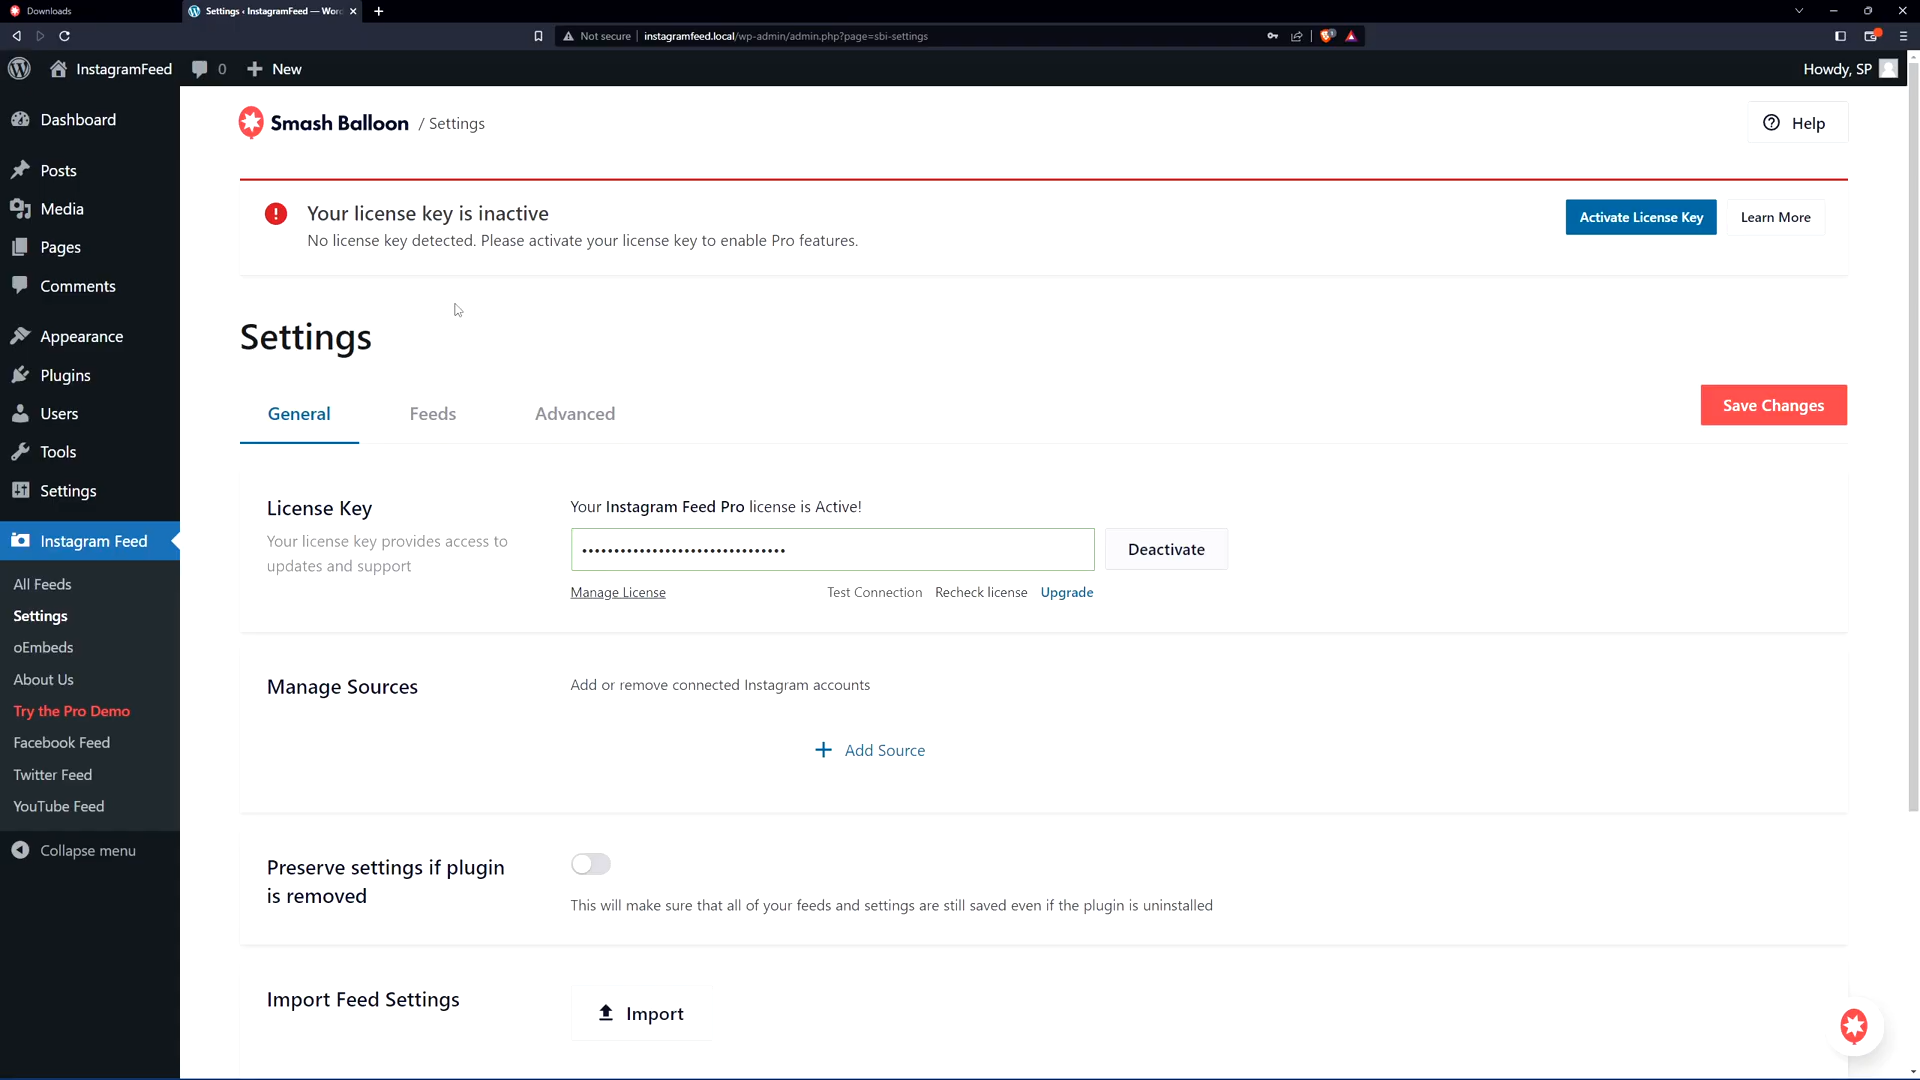 Downloads
Settings ‹ InstagramFeed — Wor
Not secure instagramfeed.local/wp-admin/admin.php?page=sbi-settings
InstagramFeed 0 New
Howdy, SP
Dashboard
Posts
Media
Pages
Comments
Appearance
Plugins
Users
Tools
Settings
Instagram Feed
All Feeds
Settings
oEmbeds
About Us
Try the Pro Demo
Facebook Feed
Twitter Feed
YouTube Feed
Collapse menu
Smash Balloon / Settings
Help
Your license key is inactive
No license key detected. Please activate your license key to enable Pro features.
Activate License Key
Learn More
Settings
General Feeds Advanced
Save Changes
License Key
Your license key provides access to
updates and support
Your Instagram Feed Pro license is Active!
Deactivate
Manage License Test Connection Recheck license Upgrade
Manage Sources
Add or remove connected Instagram accounts
Add Source
Preserve settings if plugin
is removed
This will make sure that all of your feeds and settings are still saved even if the plugin is uninstalled
Import Feed Settings
Import